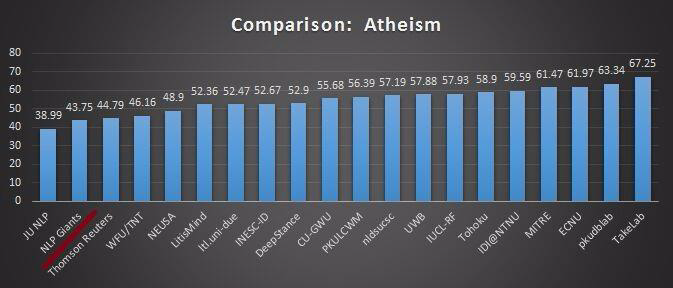 Comparison: Atheism
80
70
60
50
40
30
20
10
0
38.99
43.75
44.79
46.16
48.9
52.36
52.47
52.67
52.9
55.68
56.39
57.19
57.88
57.93
58.9
59.59
61.47
61.97
63.34
67.25
JU NLP
NLP Giants
Thomson Reuters
WFU/TNT
NEUSA
LitisMind
ltl.uni-due
INESC-ID
DeepStance
CU-GWU
PKULCWM
nldsucsc
UWB
IUCL-RF
Tohoku
IDI@NTNU
MITRE
ECNU
pkudblab
TakeLab